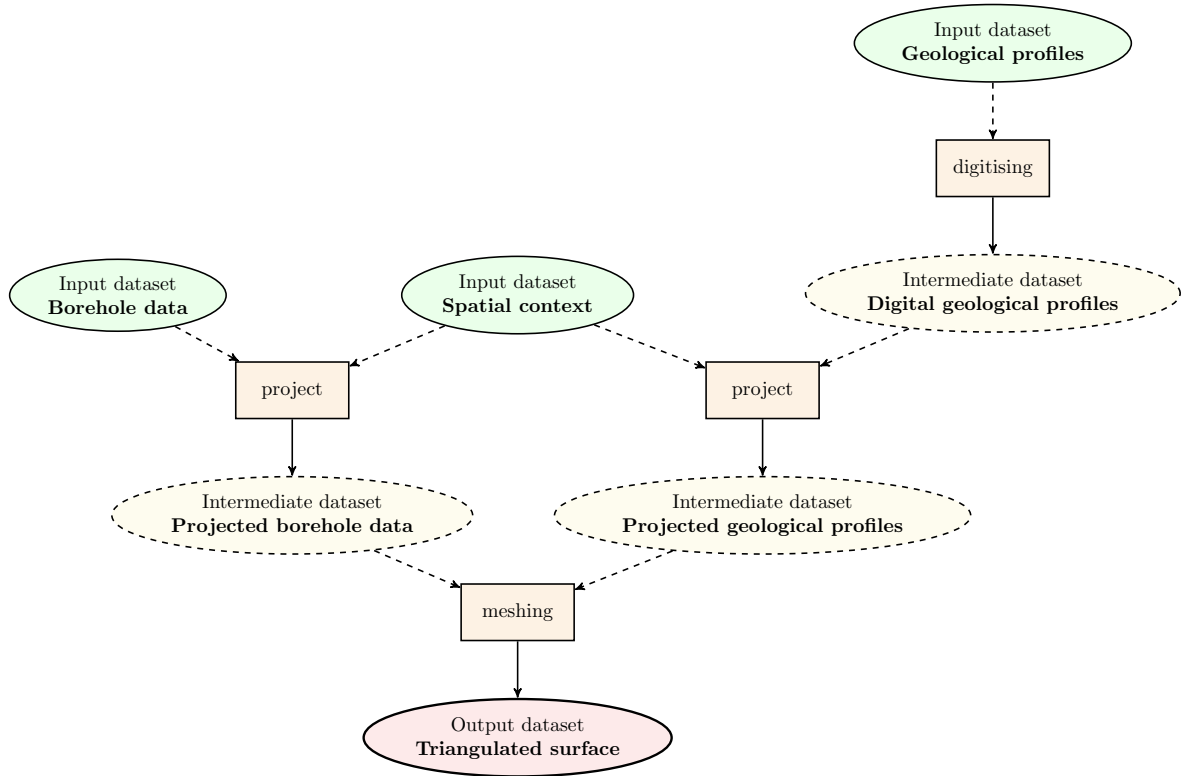 Input dataset
Geological profiles
digitising
Input dataset
Borehole data
Input dataset
Spatial context
Intermediate dataset
Digital geological profiles
project
project
Intermediate dataset
Projected borehole data
Intermediate dataset
Projected geological profiles
meshing
Output dataset
Triangulated surface